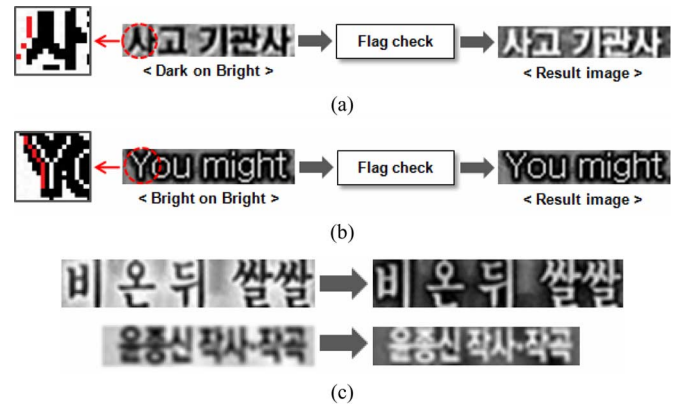 사고 기관사 Flag check 사고 기관사
< Dark on Bright > < Result image >
(a)
You might Flag check You might
< Bright on Bright > < Result image >
(b)
비 온 뒤 쌀쌀 비 온 뒤 쌀쌀
윤종신 작사·작곡 윤종신 작사·작곡
(c)